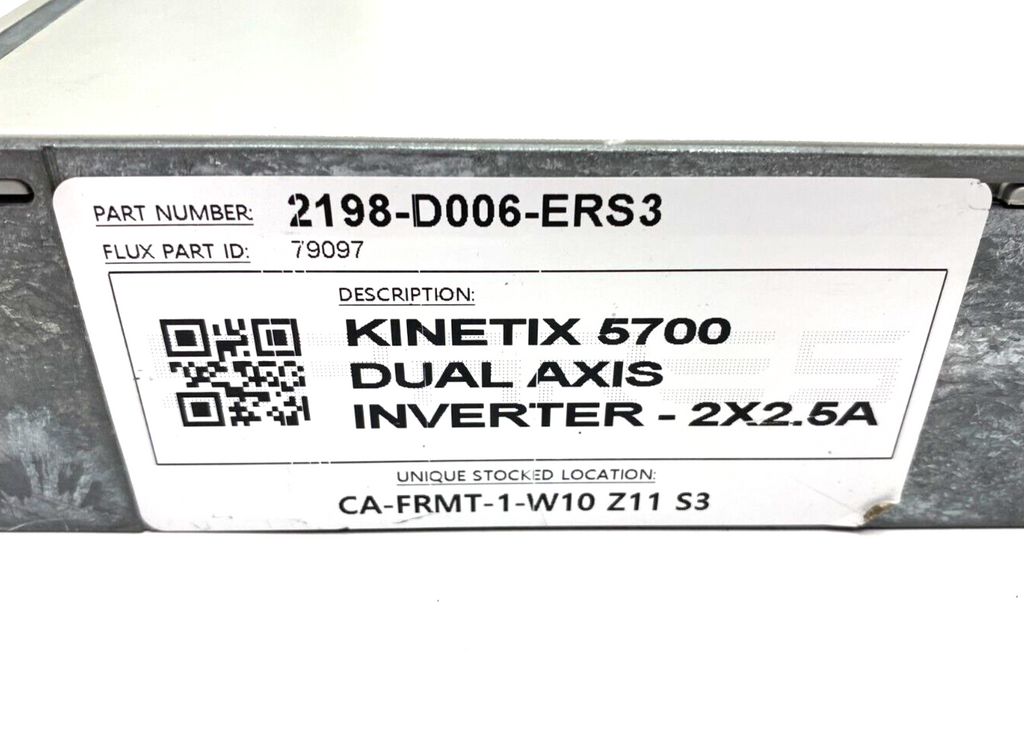 PART NUMBER: 2198-D006-ERS3
FLUX PART ID: 79097
DESCRIPTION:
KINETIX 5700
DUAL AXIS
INVERTER - 2X2.5A
UNIQUE STOCKED LOCATION:
CA-FRMT-1-W10 Z11 S3